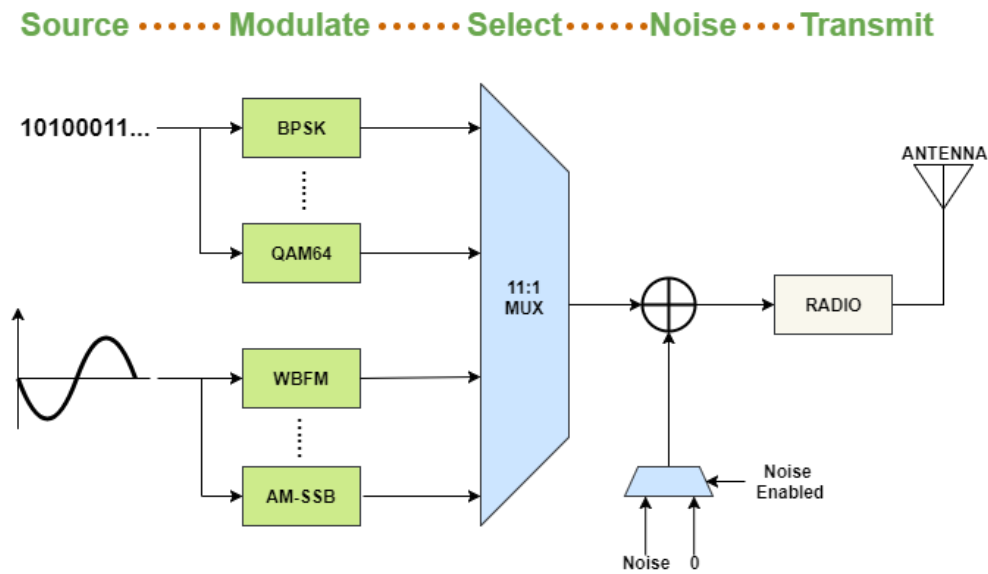 Source Modulate Select Noise Transmit
10100011...
BPSK
QAM64
WBFM
AM-SSB
11:1
MUX
Noise
Enabled
Noise
0
RADIO
ANTENNA